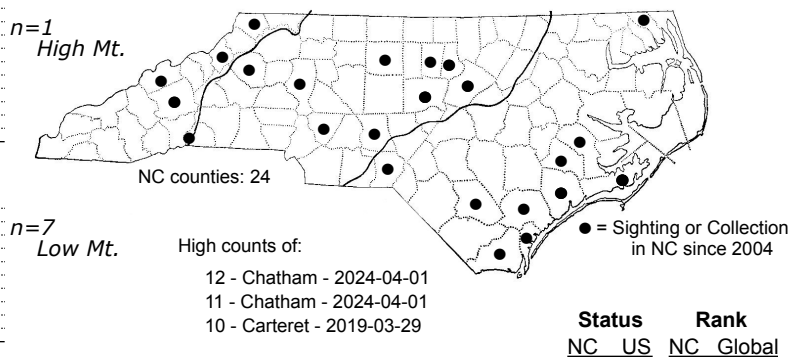 n=1
High Mt.
NC counties: 24
n=7
Low Mt.
High counts of:
12 - Chatham - 2024-04-01
11 - Chatham - 2024-04-01
10 - Carteret - 2019-03-29
● = Sighting or Collection
in NC since 2004
Status Rank
NC US NC Global